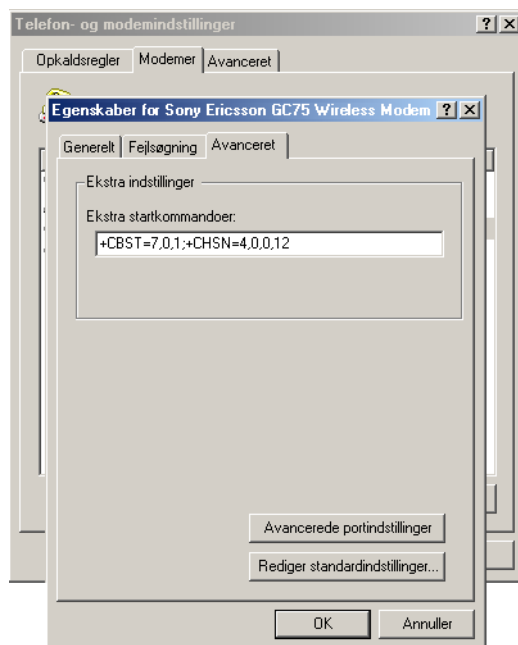 Telefon- og modemindstillinger
Opkaldsregler Modemer Avanceret
Egenskaber for Sony Ericsson GC75 Wireless Modem
Generelt Fejlsøgning Avanceret
Ekstra indstillinger
Ekstra startkommandoer:
+CBST=7,0,1;+CHSN=4,0,0,12
Avancerede portindstillinger
Rediger standardindstillinger...
OK Annuller